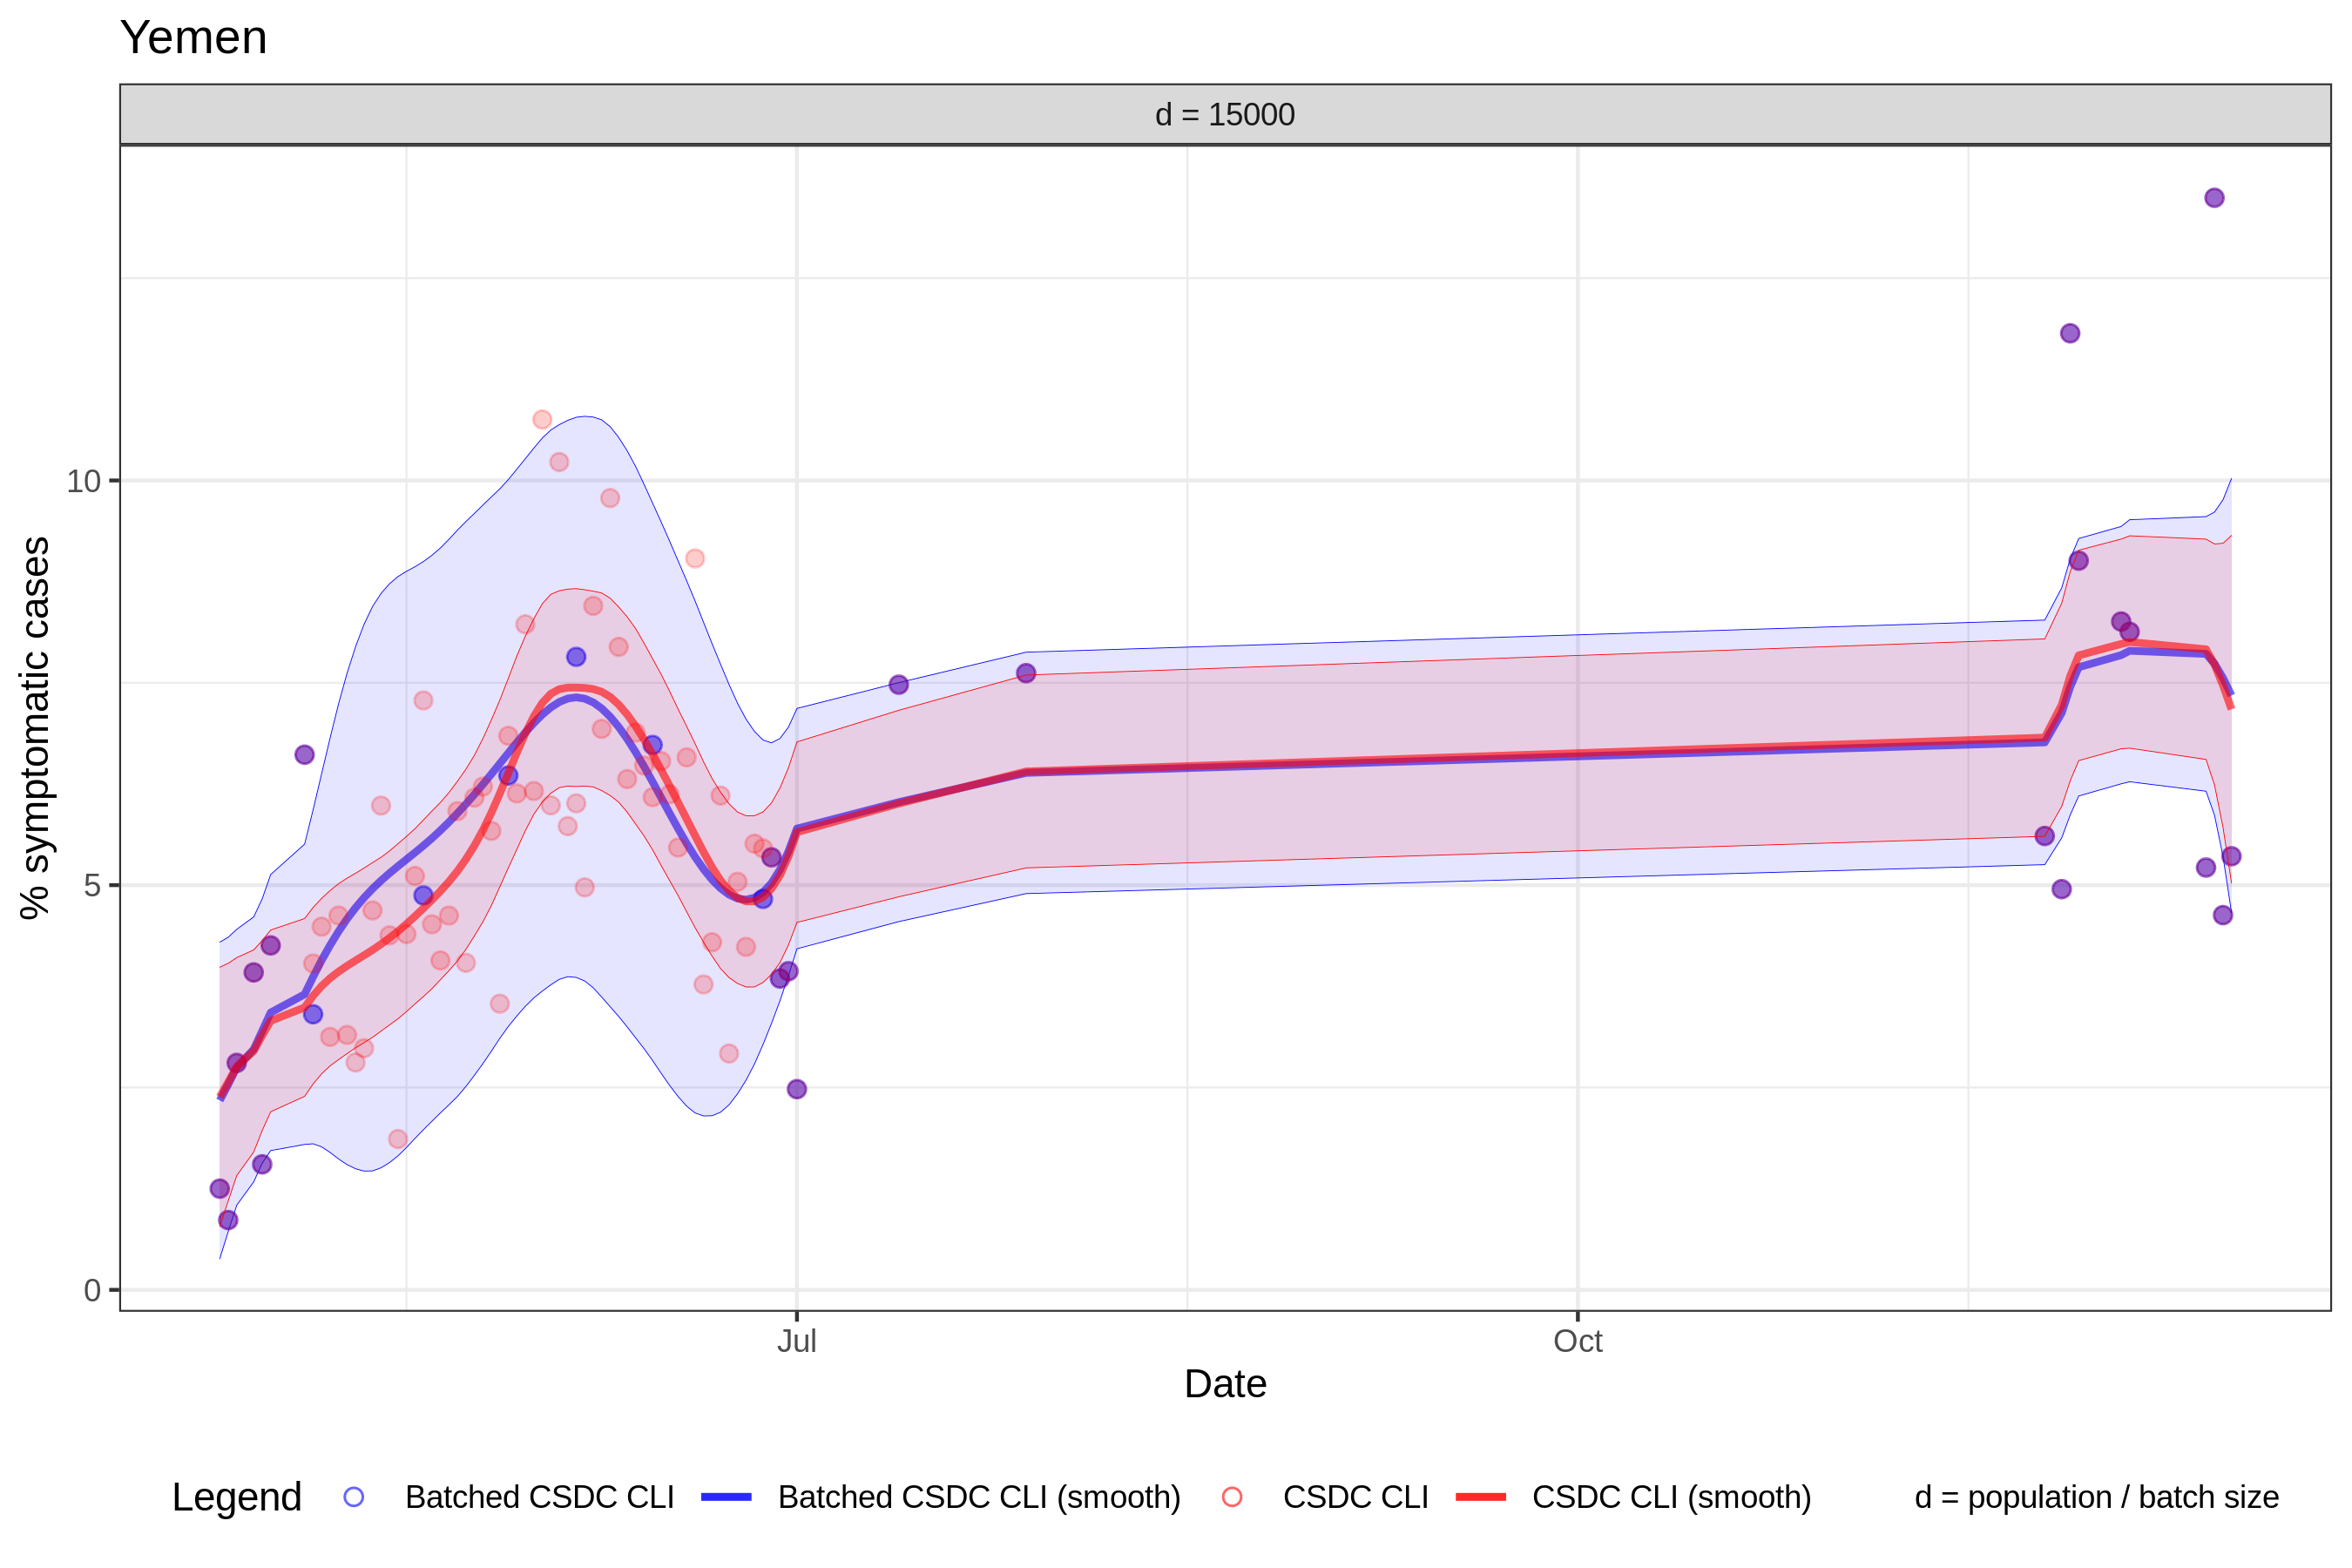 Yemen
d = 15000
% symptomatic cases
10
5
0
Jul
Oct
Date
Legend
Batched CSDC CLI
Batched CSDC CLI (smooth)
CSDC CLI
CSDC CLI (smooth)
d = population / batch size